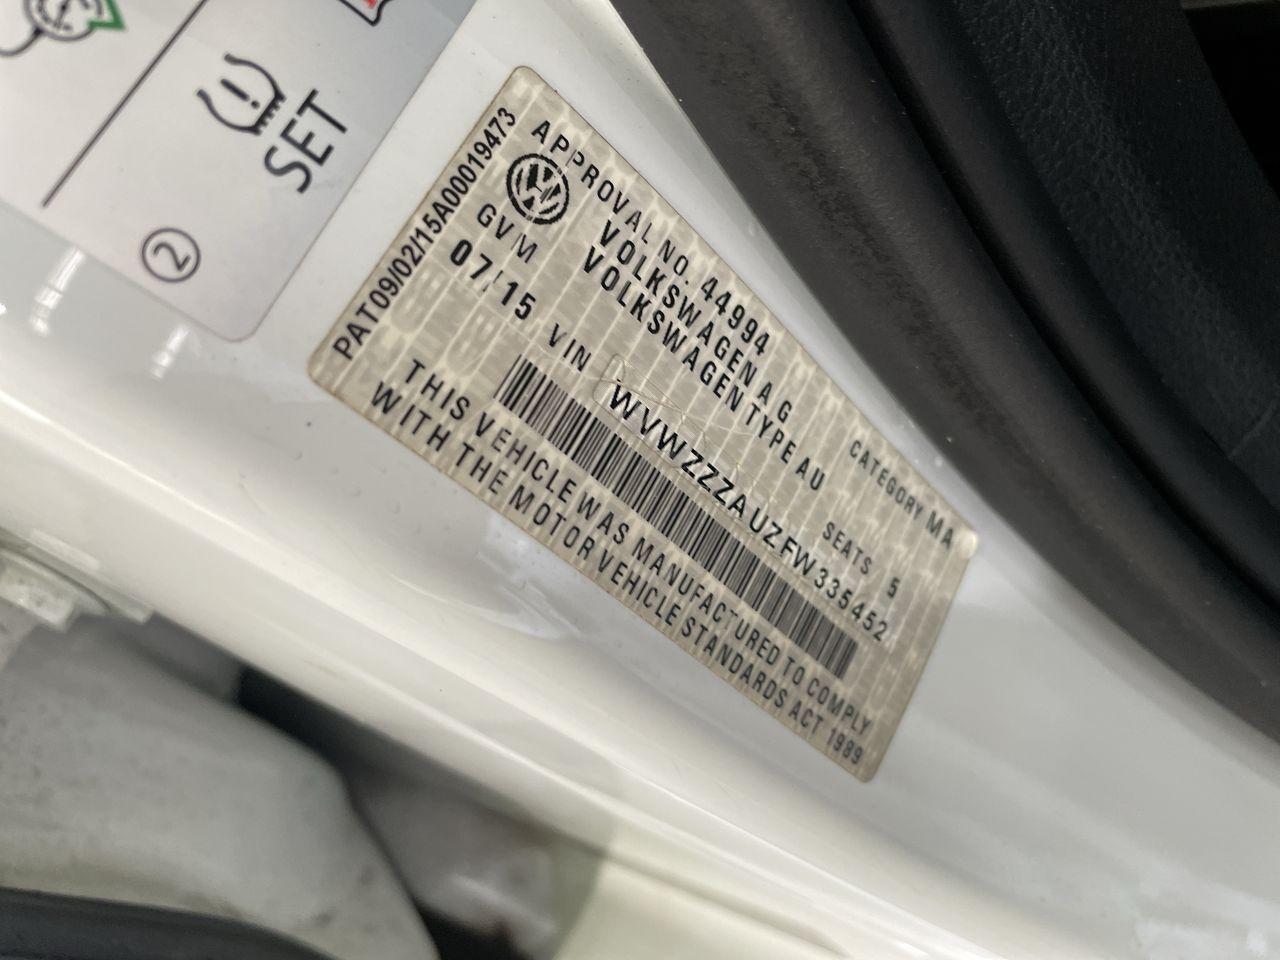 SET
2
PAT09/02/15A00019473
APPROVAL NO. 44994
VOLKSWAGEN AG CATEGORY MA
GVM VOLKSWAGEN TYPE AU SEATS 5
07/15 VIN WVWZZZAUZFW335452
THIS VEHICLE WAS MANUFACTURED TO COMPLY
WITH THE MOTOR VEHICLE STANDARDS ACT 1989